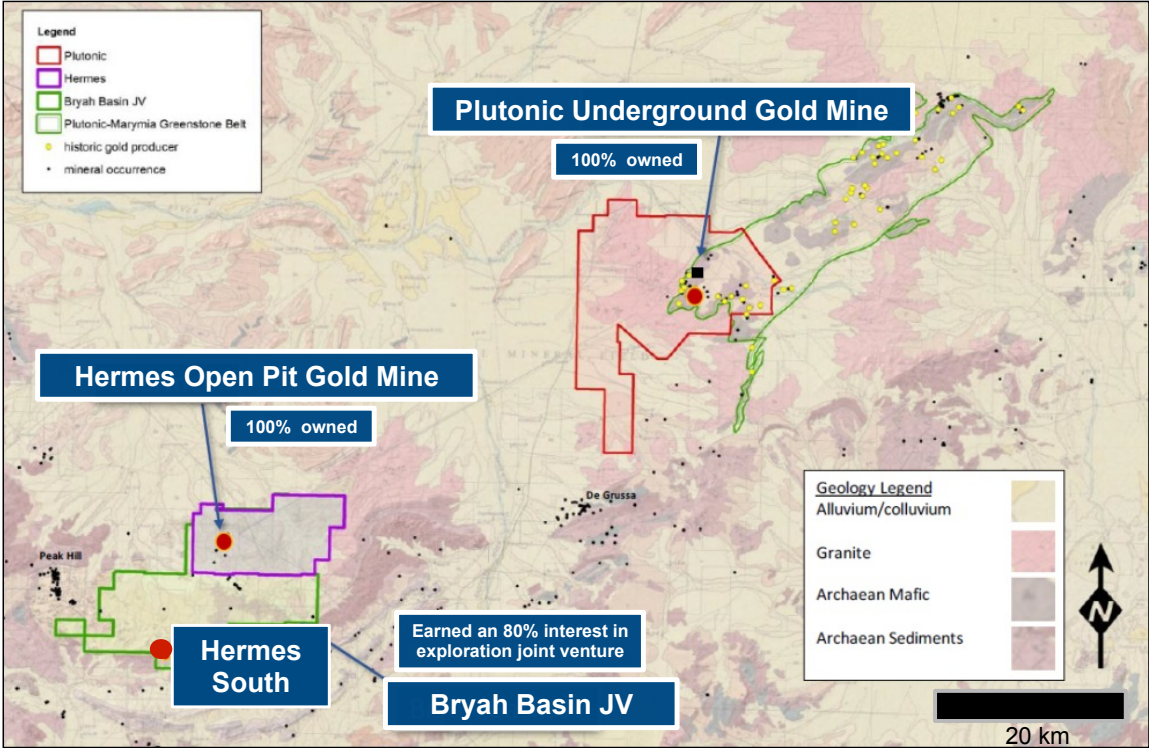 Legend
Plutonic
Hermes
Bryah Basin JV
Plutonic-Marymia Greenstone Belt
historic gold producer
mineral occurrence
Plutonic Underground Gold Mine
100% owned
Hermes Open Pit Gold Mine
100% owned
De Grussa
Peak Hill
Hermes
South
Earned an 80% interest in
exploration joint venture
Bryah Basin JV
Geology Legend
Alluvium/colluvium
Granite
Archaean Mafic
Archaean Sediments
N
20 km